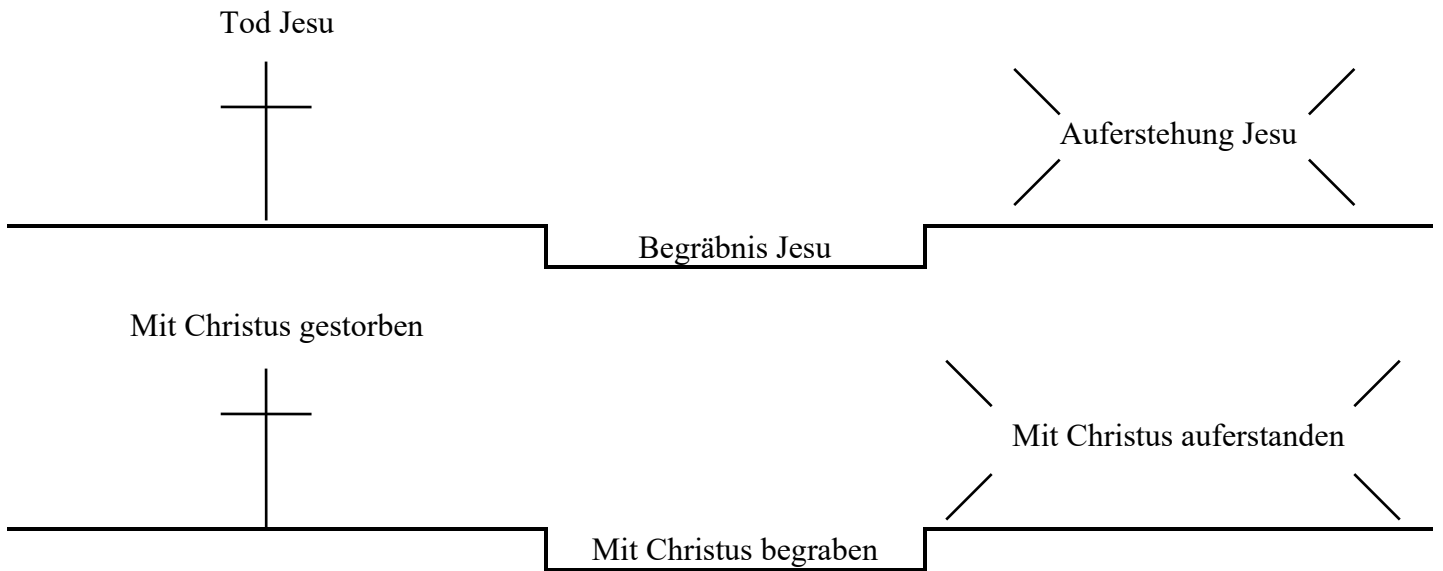 Tod Jesu
Auferstehung Jesu
Begräbnis Jesu
Mit Christus gestorben
Mit Christus auferstanden
Mit Christus begraben